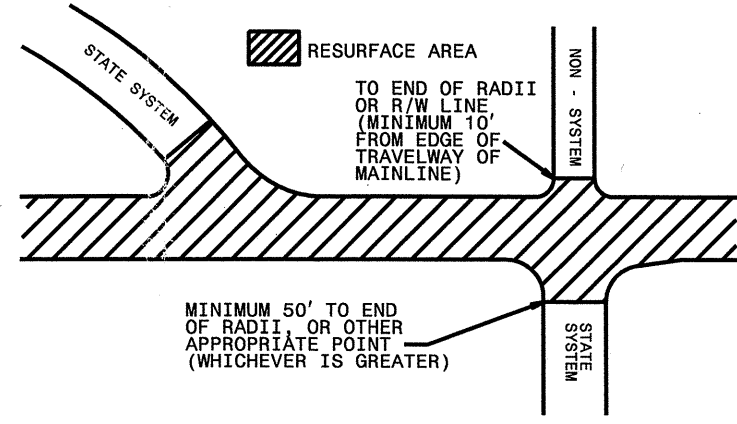 STATE SYSTEM
RESURFACE AREA
TO END OF RADII
OR R/W LINE
(MINIMUM 10'
FROM EDGE OF
TRAVELWAY OF
MAINLINE)
NON - SYSTEM
MINIMUM 50' TO END
OF RADII, OR OTHER
APPROPRIATE POINT
(WHICHEVER IS GREATER)
STATE
SYSTEM